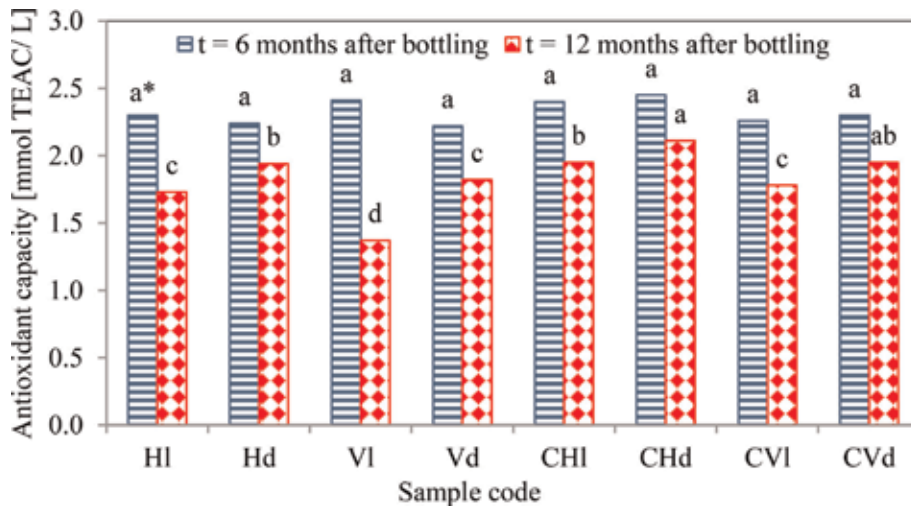 Antioxidant capacity [mmol TEAC/ L]
3.0
2.5
2.0
1.5
1.0
0.5
0.0
t = 6 months after bottling t = 12 months after bottling
a* c a b a d a c a b a a a c a ab
Hl Hd Vl Vd CHl CHd CVl CVd
Sample code